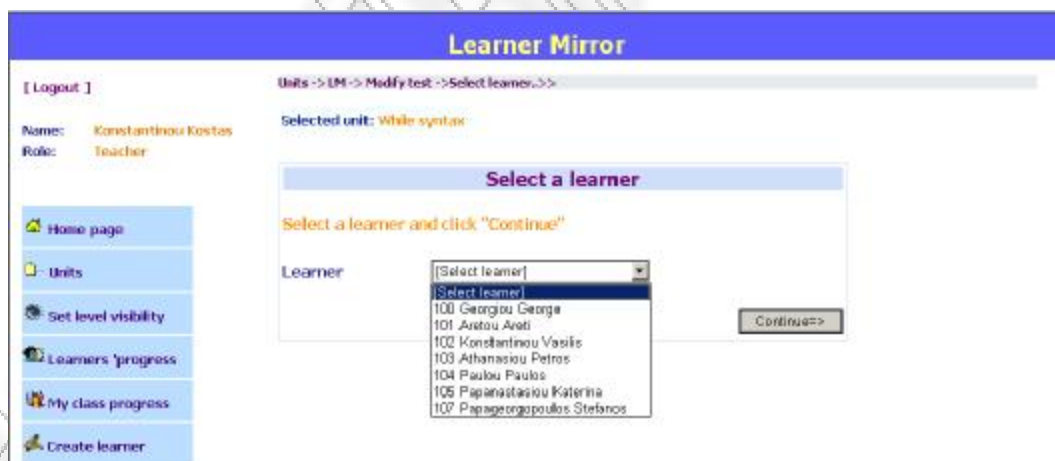 Learner Mirror
[ Logout ]
Units -> LM -> Modify test ->Select learner..>>
Name: Konstantinou Kostas
Role: Teacher
Selected unit: While syntax
Select a learner
Select a learner and click "Continue"
Learner [Select learner]
[Select learner]
100 Georgiou George
101 Aretou Areti
102 Konstantinou Vasilis
103 Athanasiou Petros
104 Paulou Paulos
105 Papanastasiou Katerina
107 Papageorgopoullos Stefanos
Continue=>
Home page
Units
Set level visibility
Learners 'progress
My class progress
Create learner